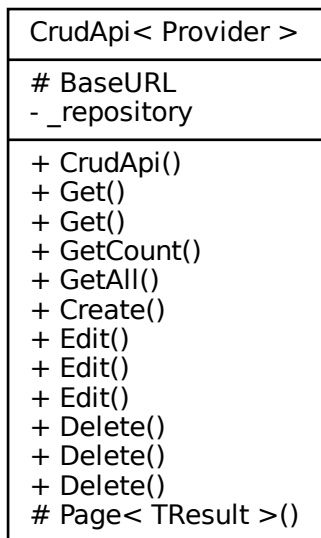 CrudApi< Provider >
# BaseURL
- _repository
+ CrudApi()
+ Get()
+ Get()
+ GetCount()
+ GetAll()
+ Create()
+ Edit()
+ Edit()
+ Edit()
+ Delete()
+ Delete()
+ Delete()
# Page< TResult >()